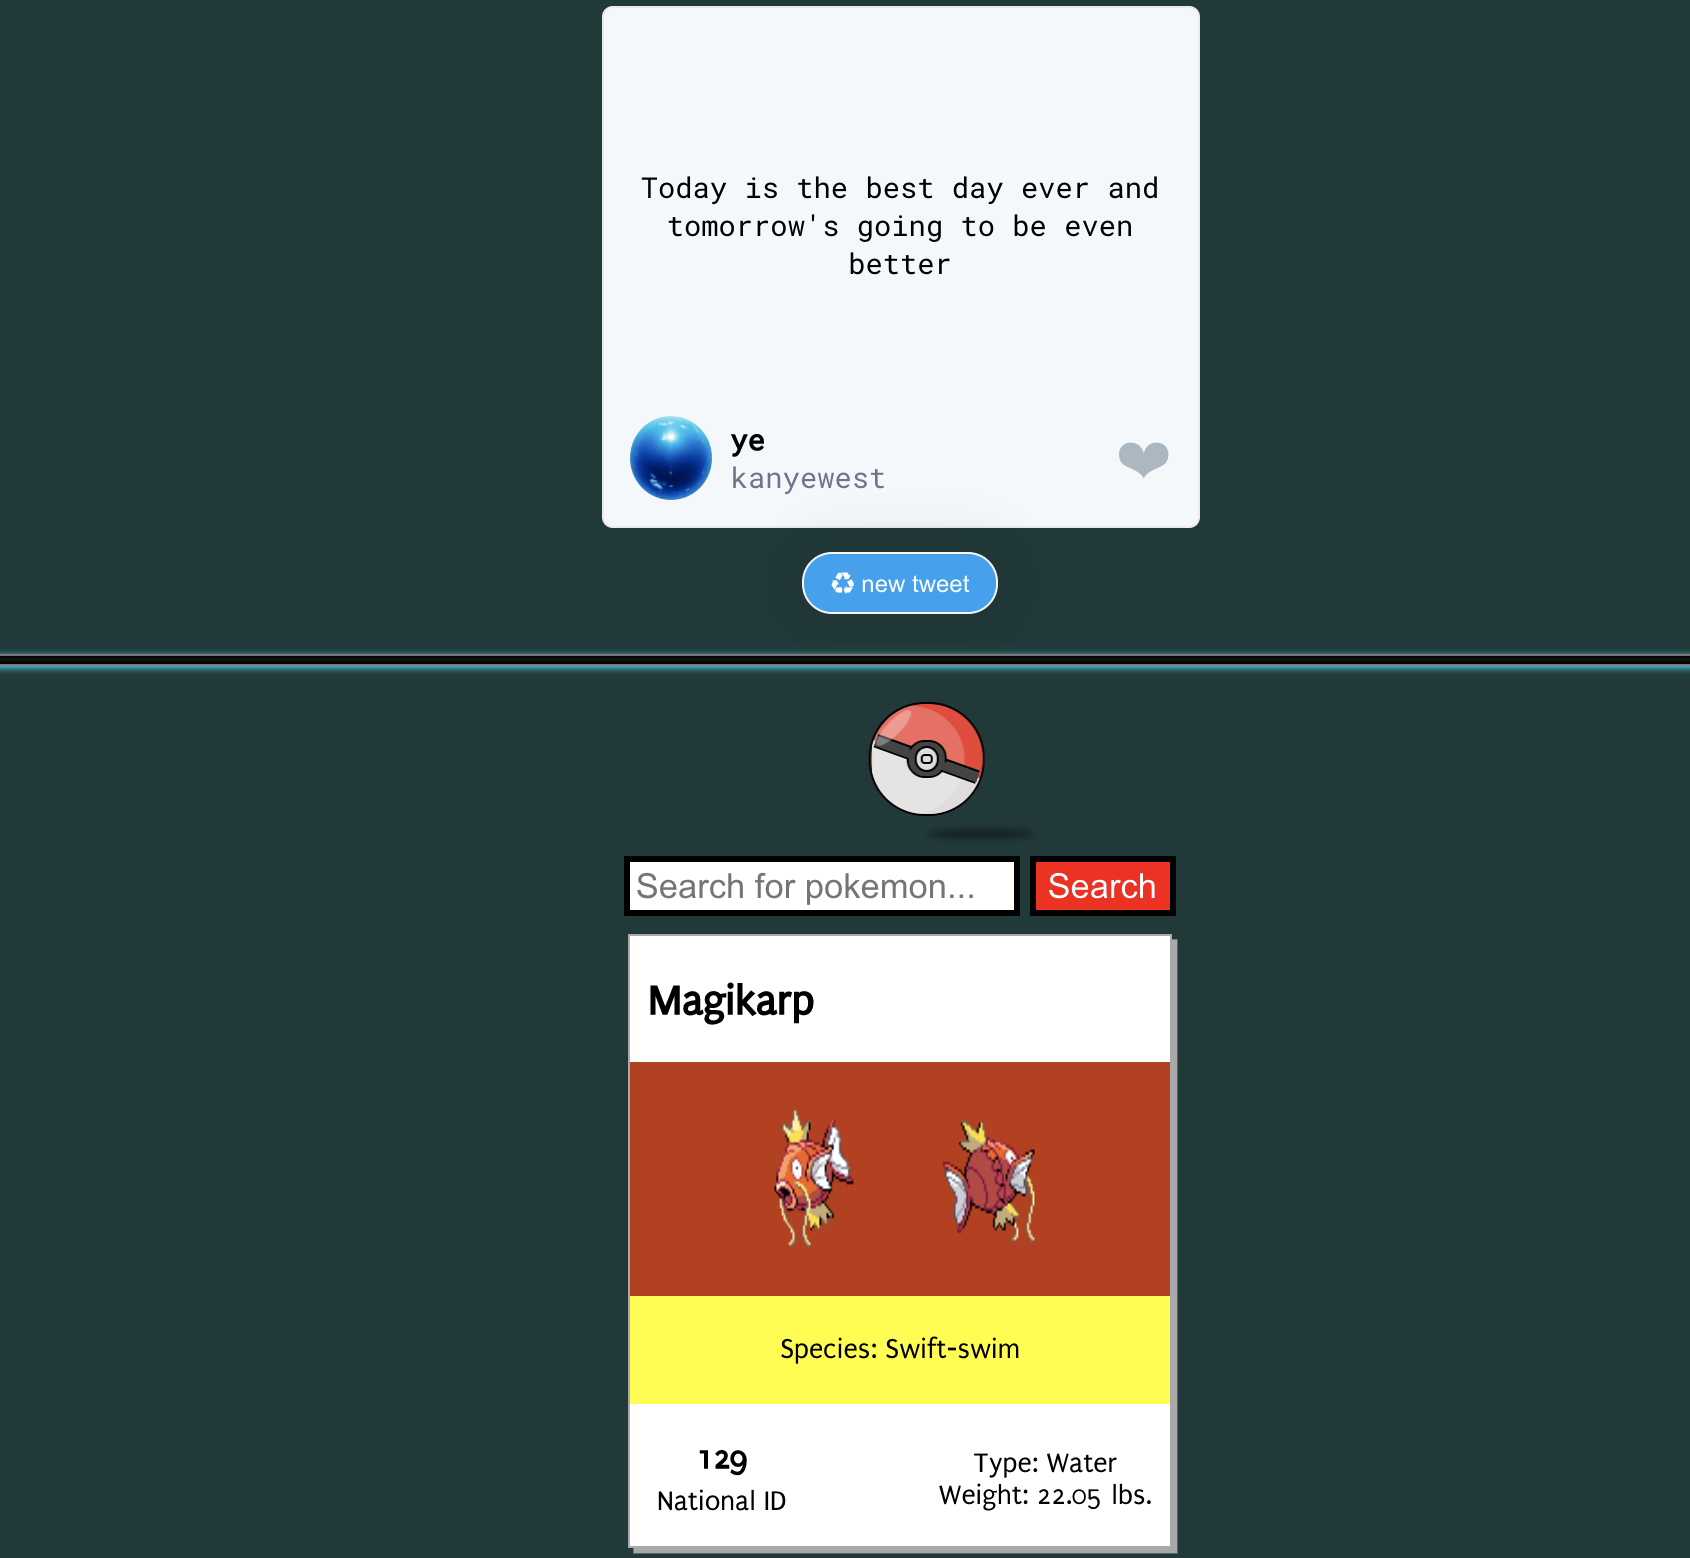 Today is the best day ever and
tomorrow's going to be even
better
ye
kanyewest
♻ new tweet
Search for pokemon...
Search
Magikarp
Species: Swift-swim
129
National ID
Type: Water
Weight: 22.05 lbs.